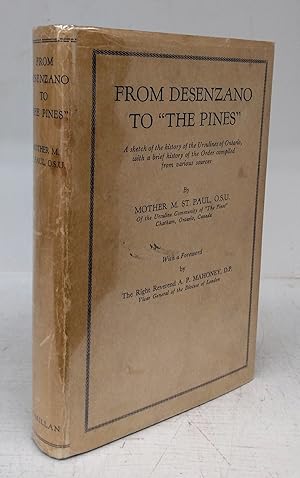 FROM
DESENZANO
TO
"THE PINES"
MOTHER M.
ST. PAUL, O.S.U.
MACMILLAN
FROM DESENZANO
TO "THE PINES"
A sketch of the history of the Ursulines of Ontario,
with a brief history of the Order compiled
from various sources
By
MOTHER M. ST. PAUL, O.S.U.
Of the Ursuline Community of "The Pines"
Chatham, Ontario, Canada
With a Foreword
by
The Right Reverend A. P. MAHONEY, D.P.
Vicar General of the Diocese of London